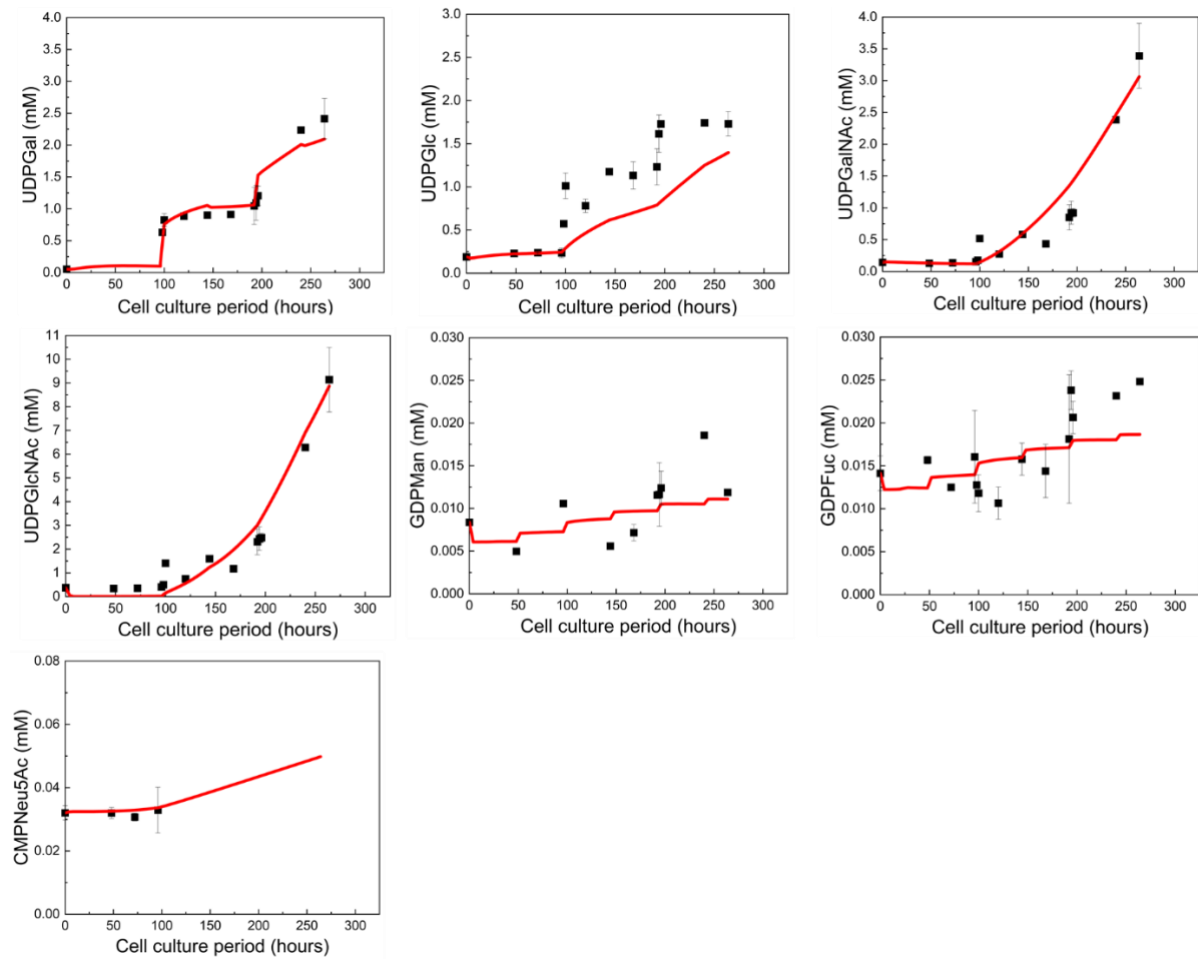 UDPGal (mM)
4.0
3.5
3.0
2.5
2.0
1.5
1.0
0.5
0.0
0 50 100 150 200 250 300
Cell culture period (hours)
UDPGlc (mM)
3.0
2.5
2.0
1.5
1.0
0.5
0.0
0 50 100 150 200 250 300
Cell culture period (hours)
UDPGalNAc (mM)
4.0
3.5
3.0
2.5
2.0
1.5
1.0
0.5
0.0
0 50 100 150 200 250 300
Cell culture period (hours)
UDPGlcNAc (mM)
11
10
9
8
7
6
5
4
3
2
1
0
0 50 100 150 200 250 300
Cell culture period (hours)
GDPMan (mM)
0.030
0.025
0.020
0.015
0.010
0.005
0.000
0 50 100 150 200 250 300
Cell culture period (hours)
GDPFuc (mM)
0.030
0.025
0.020
0.015
0.010
0.005
0.000
0 50 100 150 200 250 300
Cell culture period (hours)
CMPNeu5Ac (mM)
0.08
0.06
0.04
0.02
0.00
0 50 100 150 200 250 300
Cell culture period (hours)